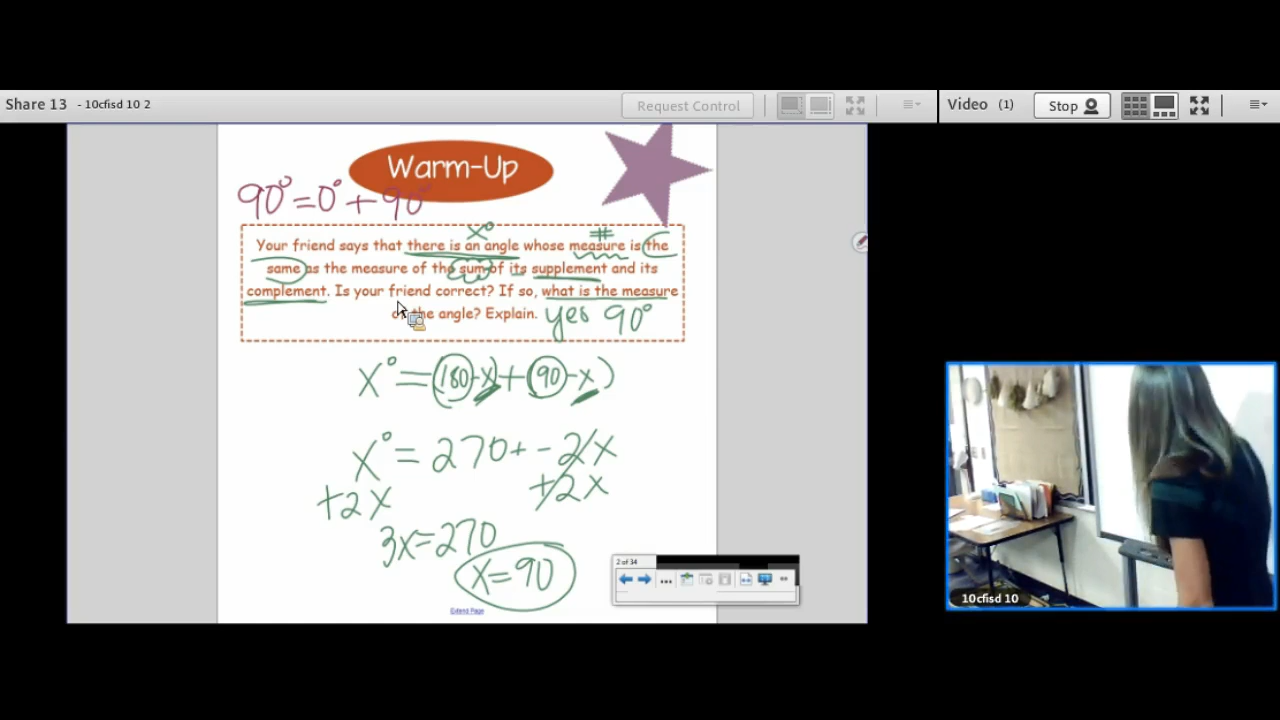 Share 13 - 10cfisd 10 2
Request Control
Video (1)
Stop
Warm-Up
90° = 0° + 90°
x° #
Your friend says that there is an angle whose measure is the
same as the measure of the sum of its supplement and its
complement. Is your friend correct? If so, what is the measure
of the angle? Explain. yes 90°
x° = (180-x) + (90-x)
x° = 270 + -2x
+2x +2x
3x = 270
x = 90
2 of 34
Extend Page
10cfisd 10